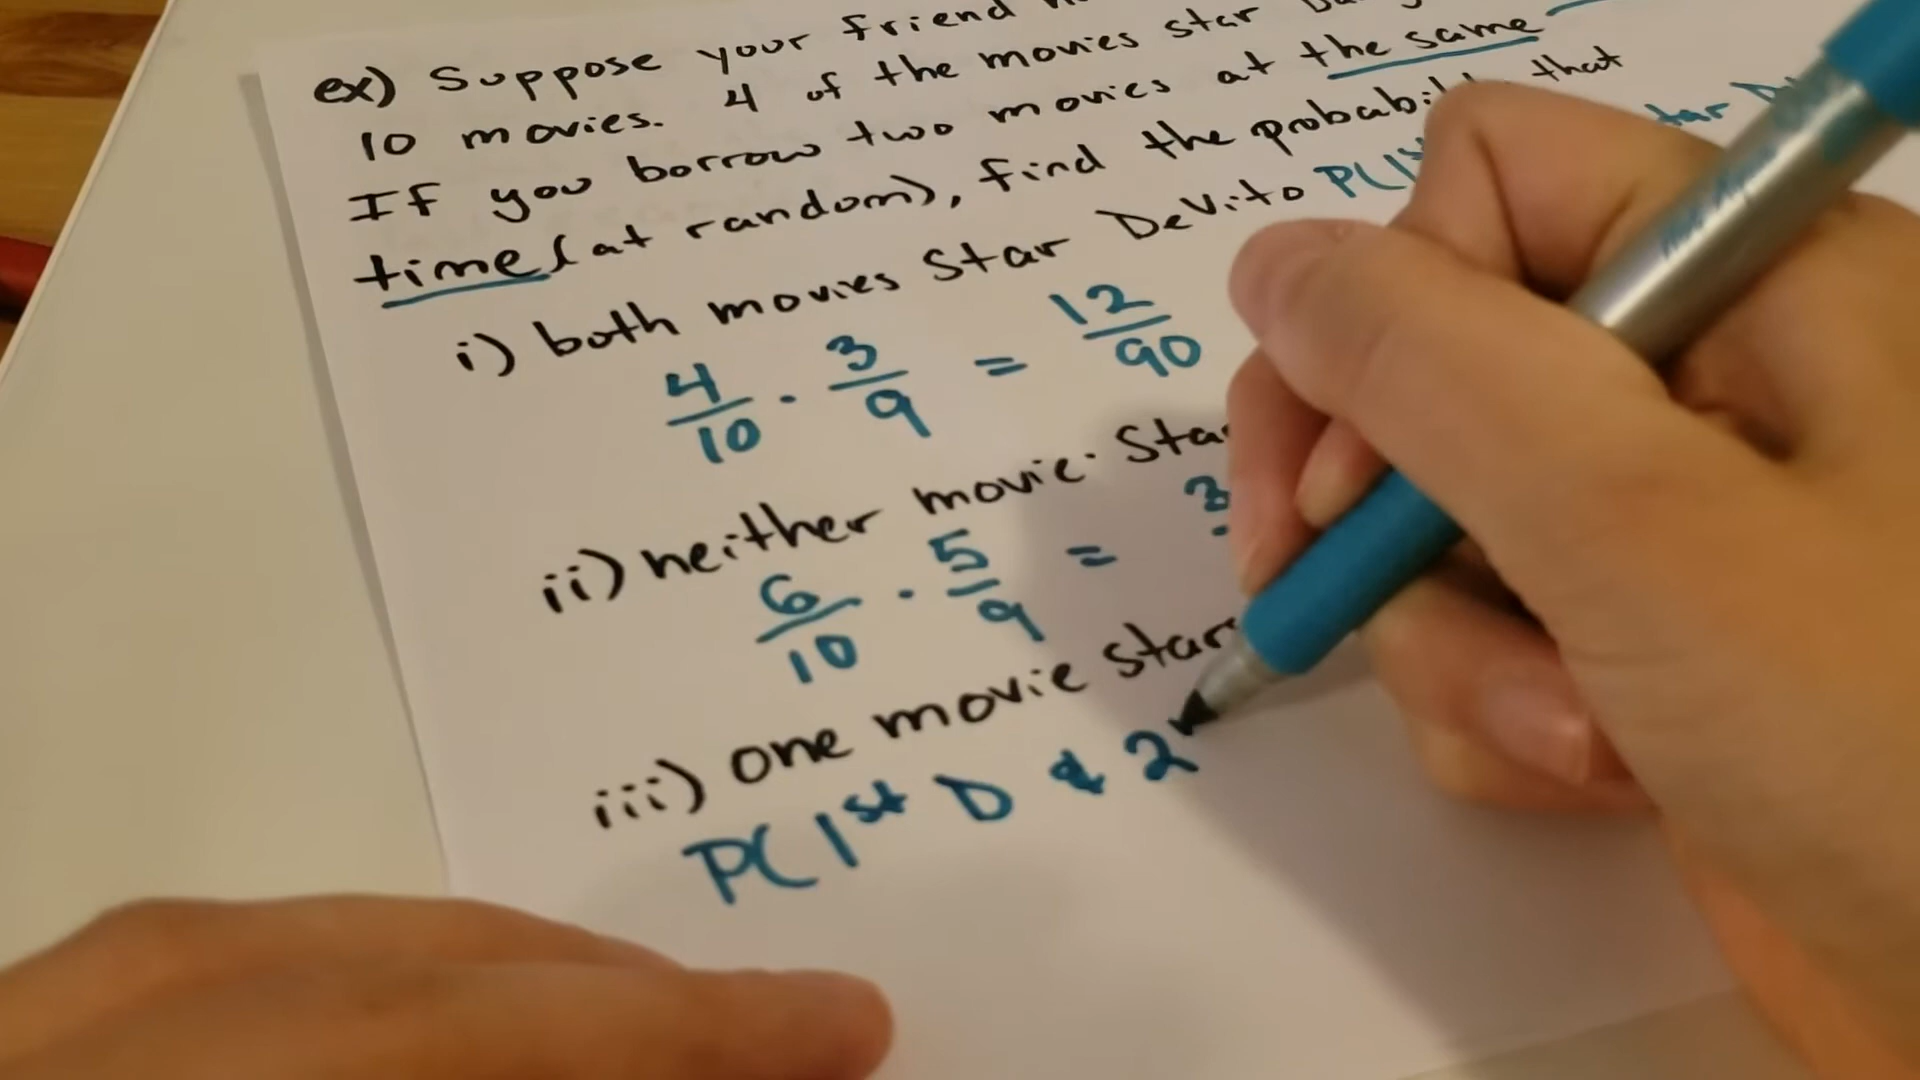 ex) Suppose your friend
10 movies. 4 of the movies star
If you borrow two movies at the same
time (at random), find the probability that
i) both movies star DeVito P(1st
4/10 · 3/9 = 12/90
ii) neither movie star
6/10 · 5/9 =
iii) one movie stars
P(1st D & 2